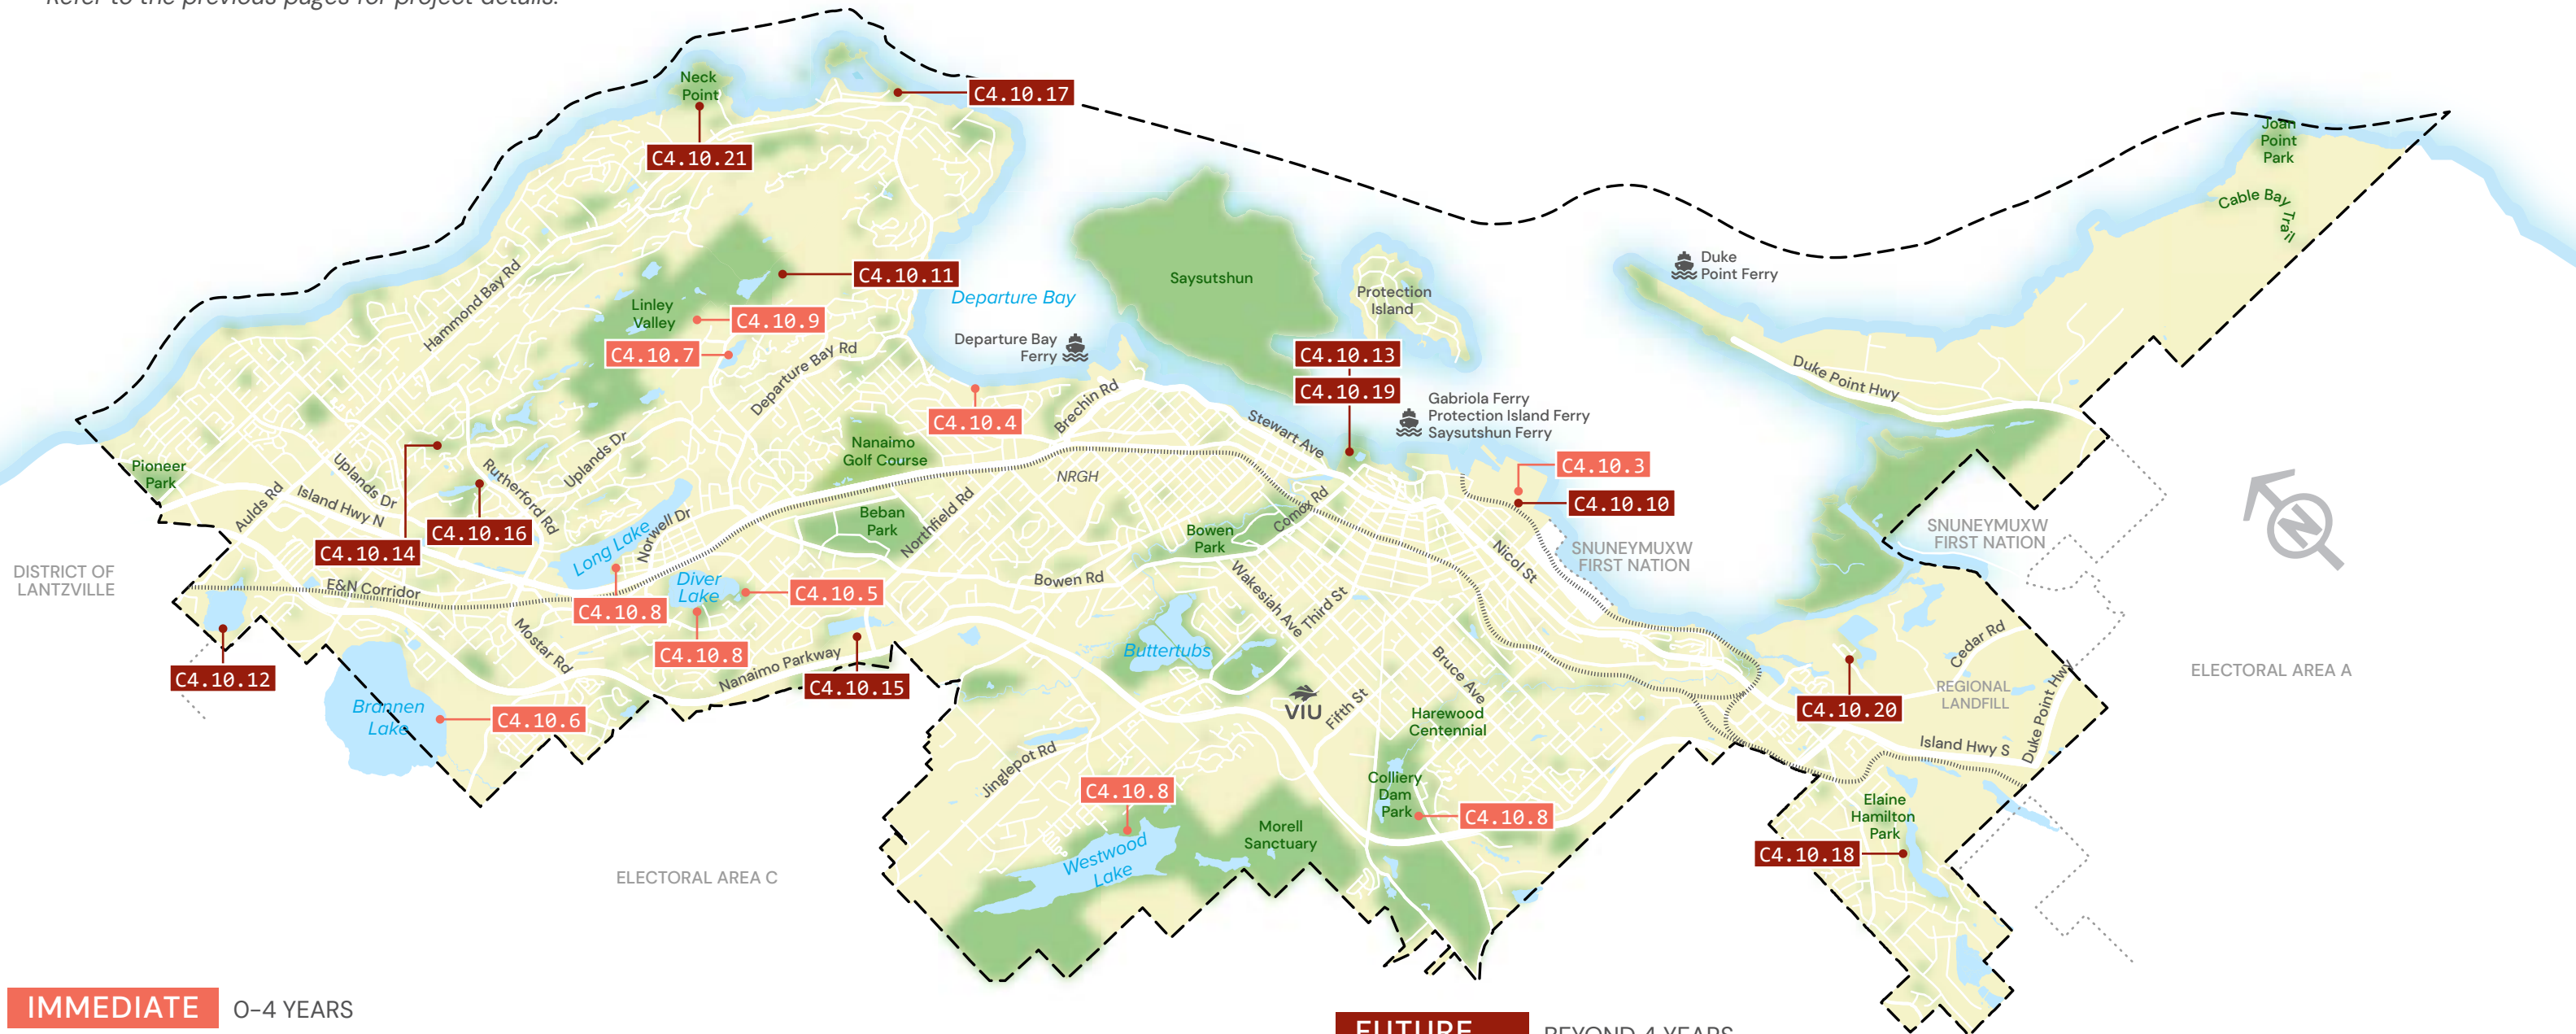 Refer to the previous pages for project details.
Neck
Point
C4.10.17
C4.10.21
Joan
Point
Park
Cable Bay
Trail
Hammond Bay Rd
C4.10.11
Saysutshun
Duke
Point Ferry
Departure Bay
Linley
Valley
C4.10.9
Protection
Island
C4.10.7
Departure Bay Rd
Departure Bay
Ferry
C4.10.13
C4.10.19
Duke Point Hwy
C4.10.4
Brechin Rd
Stewart Ave
Gabriola Ferry
Protection Island Ferry
Saysutshun Ferry
Nanaimo
Golf Course
Pioneer
Park
Uplands Dr
Rutherford Rd
Uplands Dr
NRGH
C4.10.3
C4.10.10
Aulds Rd
Island Hwy N
C4.10.16
C4.10.14
Long Lake
Norwell Dr
Beban
Park
Northfield Rd
Bowen
Park
Comox Rd
Nicol St
SNUNEYMUXW
FIRST NATION
SNUNEYMUXW
FIRST NATION
N
DISTRICT OF
LANTZVILLE
E&N Corridor
Diver
Lake
C4.10.5
Bowen Rd
Wakesiah Ave
Third St
C4.10.8
C4.10.8
Mostar Rd
Nanaimo Parkway
C4.10.15
Buttertubs
Bruce Ave
Cedar Rd
C4.10.12
ELECTORAL AREA A
REGIONAL
LANDFILL
C4.10.20
Duke Point Hwy
Brannen
Lake
C4.10.6
VIU
Fifth St
Harewood
Centennial
Island Hwy S
Jinglepot Rd
C4.10.8
Colliery
Dam
Park
C4.10.8
Elaine
Hamilton
Park
Morell
Sanctuary
Westwood
Lake
C4.10.18
ELECTORAL AREA C
IMMEDIATE 0-4 YEARS
FUTURE BEYOND 4 YEARS